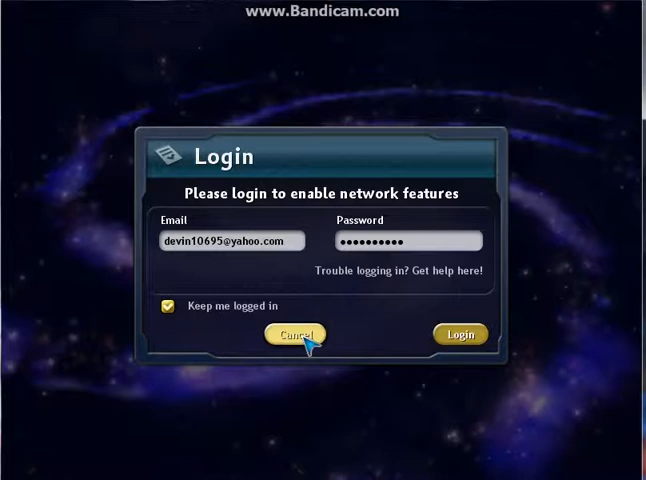 www.Bandicam.com
Login
Please login to enable network features
Email
Password
devin10695@yahoo.com
●●●●●●●●●●
Trouble logging in? Get help here!
Keep me logged in
Cancel
Login